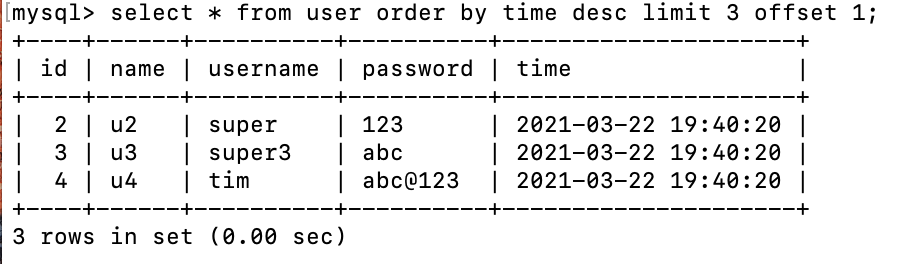 [mysql> select * from user order by time desc limit 3 offset 1;
+----+------+----------+----------+---------------------+
| id | name | username | password | time                |
+----+------+----------+----------+---------------------+
|  2 | u2   | super    | 123      | 2021-03-22 19:40:20 |
|  3 | u3   | super3   | abc      | 2021-03-22 19:40:20 |
|  4 | u4   | tim      | abc@123  | 2021-03-22 19:40:20 |
+----+------+----------+----------+---------------------+
3 rows in set (0.00 sec)